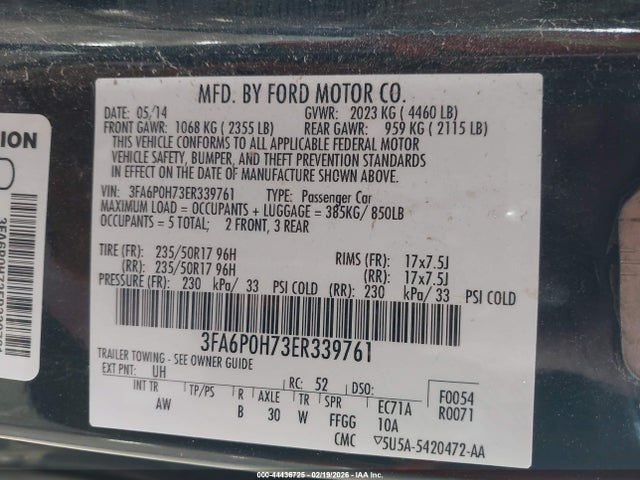 MFD. BY FORD MOTOR CO.
DATE: 05/14 GVWR: 2023 KG ( 4460 LB)
FRONT GAWR: 1068 KG ( 2355 LB) REAR GAWR: 959 KG ( 2115 LB)
THIS VEHICLE CONFORMS TO ALL APPLICABLE FEDERAL MOTOR
VEHICLE SAFETY, BUMPER, AND THEFT PREVENTION STANDARDS
IN EFFECT ON THE DATE OF MANUFACTURE SHOWN ABOVE.
VIN: 3FA6P0H73ER339761 TYPE: Passenger Car
MAXIMUM LOAD = OCCUPANTS + LUGGAGE = 385KG/ 850LB
OCCUPANTS = 5 TOTAL; 2 FRONT, 3 REAR
TIRE (FR): 235/50R17 96H RIMS (FR): 17x7.5J
(RR): 235/50R17 96H (RR): 17x7.5J
PRESSURE (FR): 230 kPa/ 33 PSI COLD (RR): 230 kPa/ 33 PSI COLD
3FA6P0H73ER339761
TRAILER TOWING - SEE OWNER GUIDE
EXT PNT: UH RC: 52 DSO: F0054
INT TR TP/PS R AXLE TR SPR EC71A R0071
AW B 30 W FFGG 10A
CMC 5U5A-5420472-AA
SION
44-44436725 - 02/19/2026 - IAA Inc.